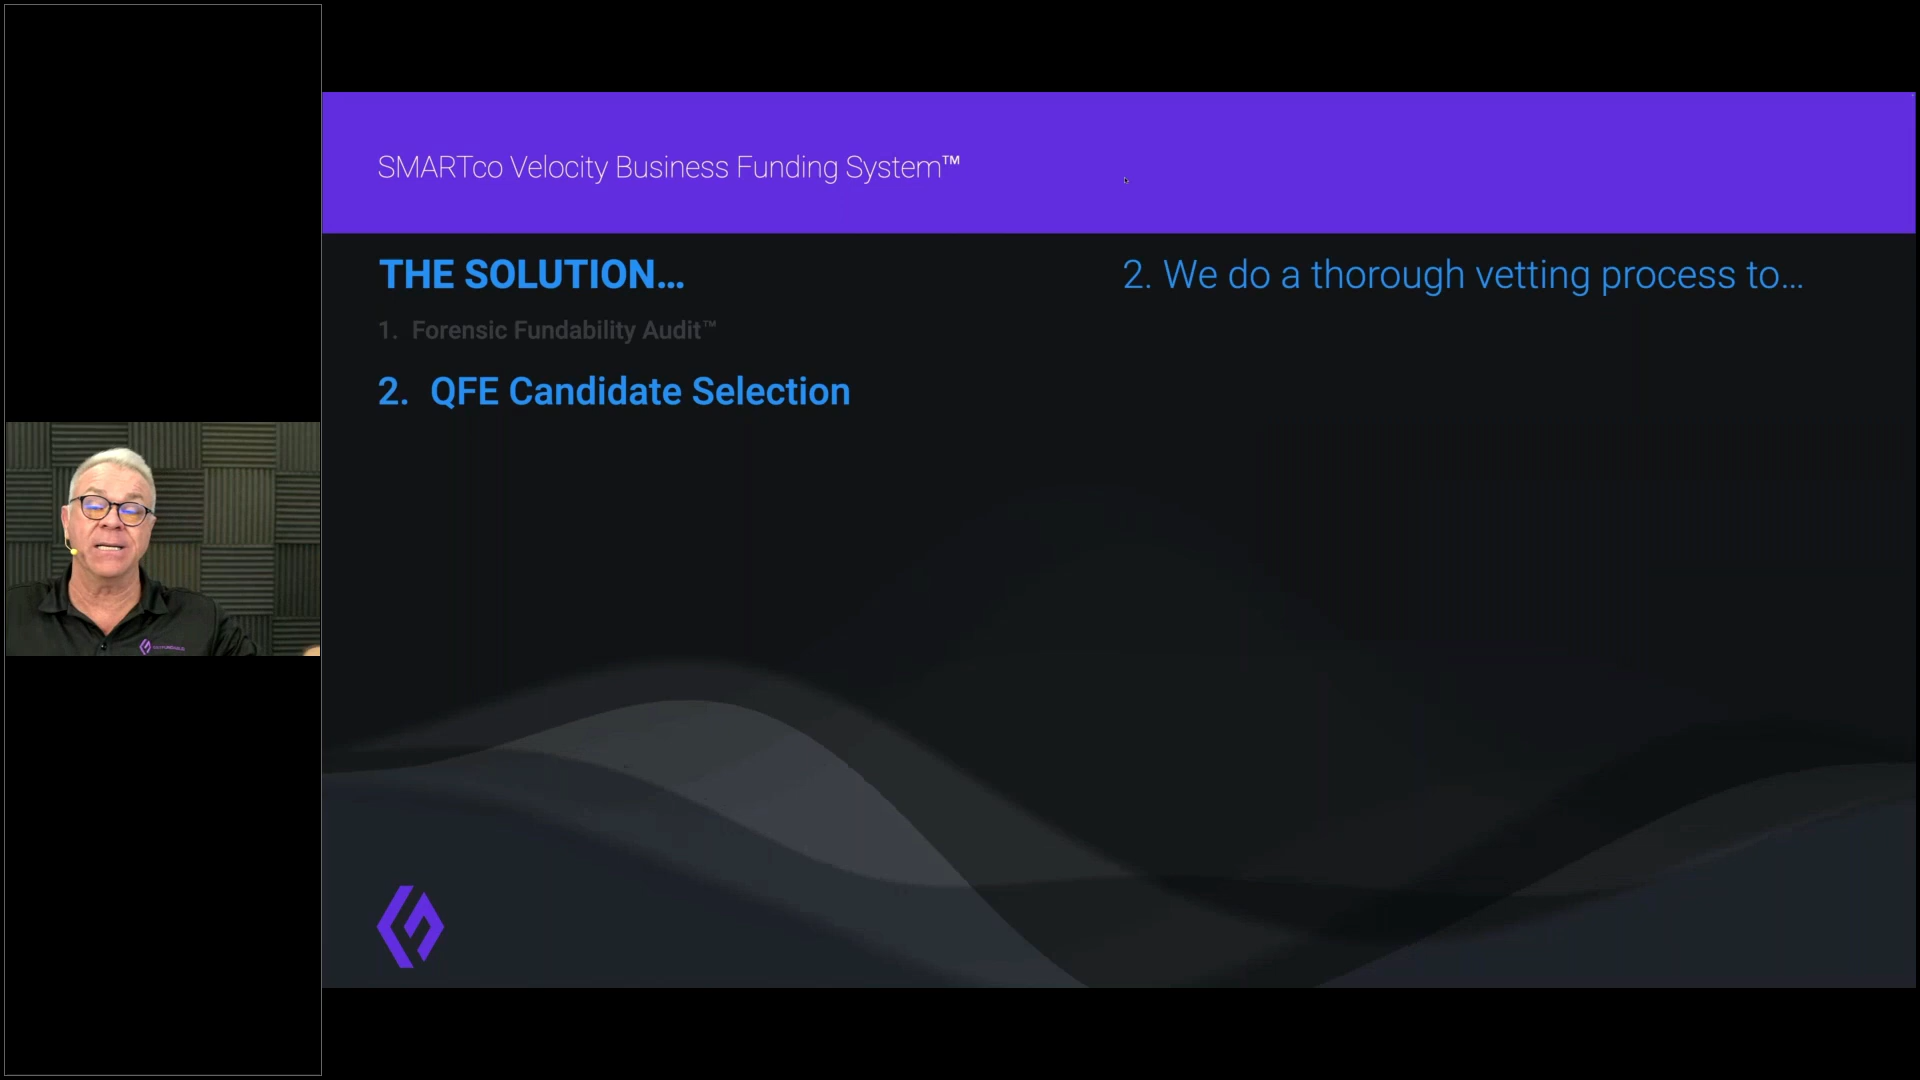 SMARTco Velocity Business Funding System™
THE SOLUTION...
1. Forensic Fundability Audit™
2. QFE Candidate Selection
2. We do a thorough vetting process to...